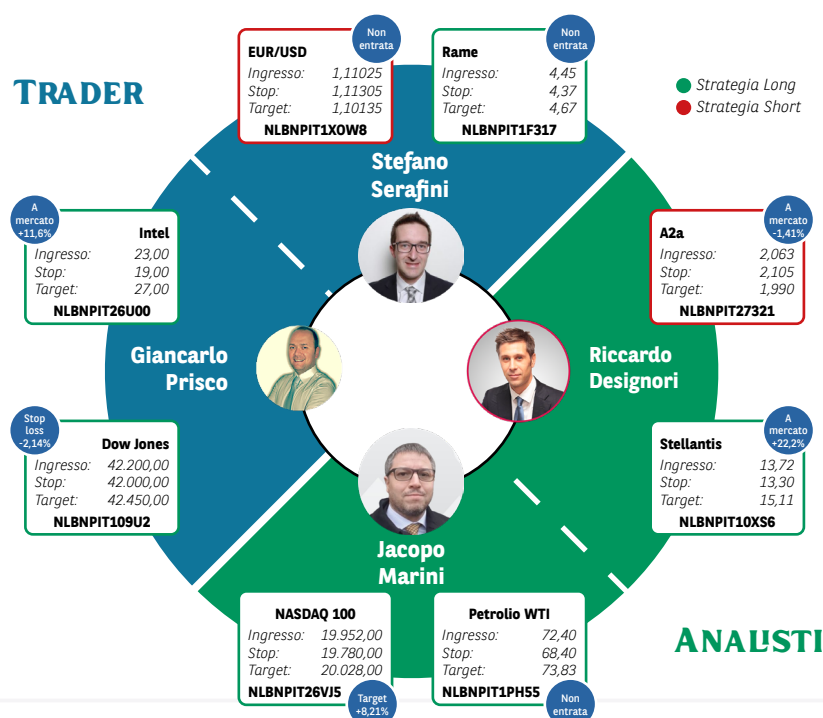 TRADER
EUR/USD
Non
entrata
Ingresso: 1,11025
Stop: 1,11305
Target: 1,10135
NLBNPIT1XOW8
Rame
Non
entrata
Ingresso: 4,45
Stop: 4,37
Target: 4,67
NLBNPIT1F317
Strategia Long
Strategia Short
Stefano
Serafini
A
mercato
+11,6%
Intel
Ingresso: 23,00
Stop: 19,00
Target: 27,00
NLBNPIT26U00
A2a
A
mercato
-1,41%
Ingresso: 2,063
Stop: 2,105
Target: 1,990
NLBNPIT27321
Giancarlo
Prisco
Riccardo
Designori
Stop
loss
-2,14%
Dow Jones
Ingresso: 42.200,00
Stop: 42.000,00
Target: 42.450,00
NLBNPIT109U2
Stellantis
A
mercato
+22,2%
Ingresso: 13,72
Stop: 13,30
Target: 15,11
NLBNPIT10XS6
Jacopo
Marini
NASDAQ 100
Ingresso: 19.952,00
Stop: 19.780,00
Target: 20.028,00
NLBNPIT26VJ5
Target
+8,21%
Petrolio WTI
Ingresso: 72,40
Stop: 68,40
Target: 73,83
NLBNPIT1PH55
Non
entrata
ANALISTI